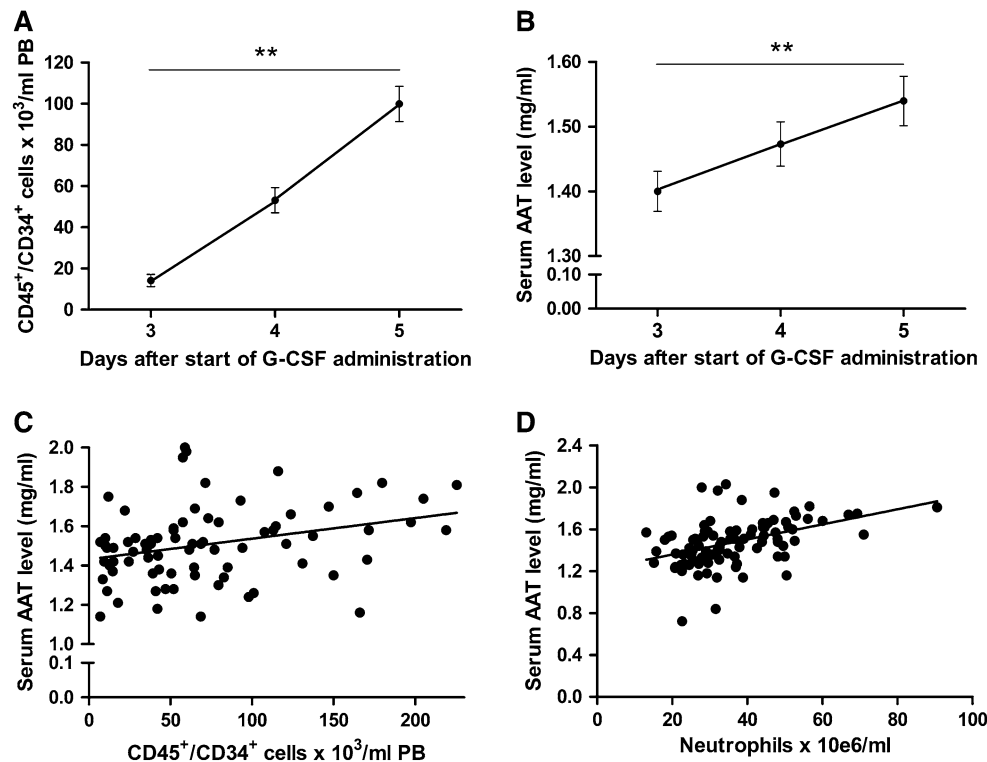 A
CD45⁺/CD34⁺ cells x 10³/ml PB
120
100
80
60
40
20
0
**
3 4 5
Days after start of G-CSF administration
B
Serum AAT level (mg/ml)
1.60
1.50
1.40
1.30
0.10
0.00
**
3 4 5
Days after start of G-CSF administration
C
Serum AAT level (mg/ml)
2.0
1.8
1.6
1.4
1.2
1.0
0.1
0.0
0 50 100 150 200
CD45⁺/CD34⁺ cells x 10³/ml PB
D
Serum AAT level (mg/ml)
2.4
2.0
1.6
1.2
0.8
0.4
0.0
0 20 40 60 80 100
Neutrophils x 10e6/ml